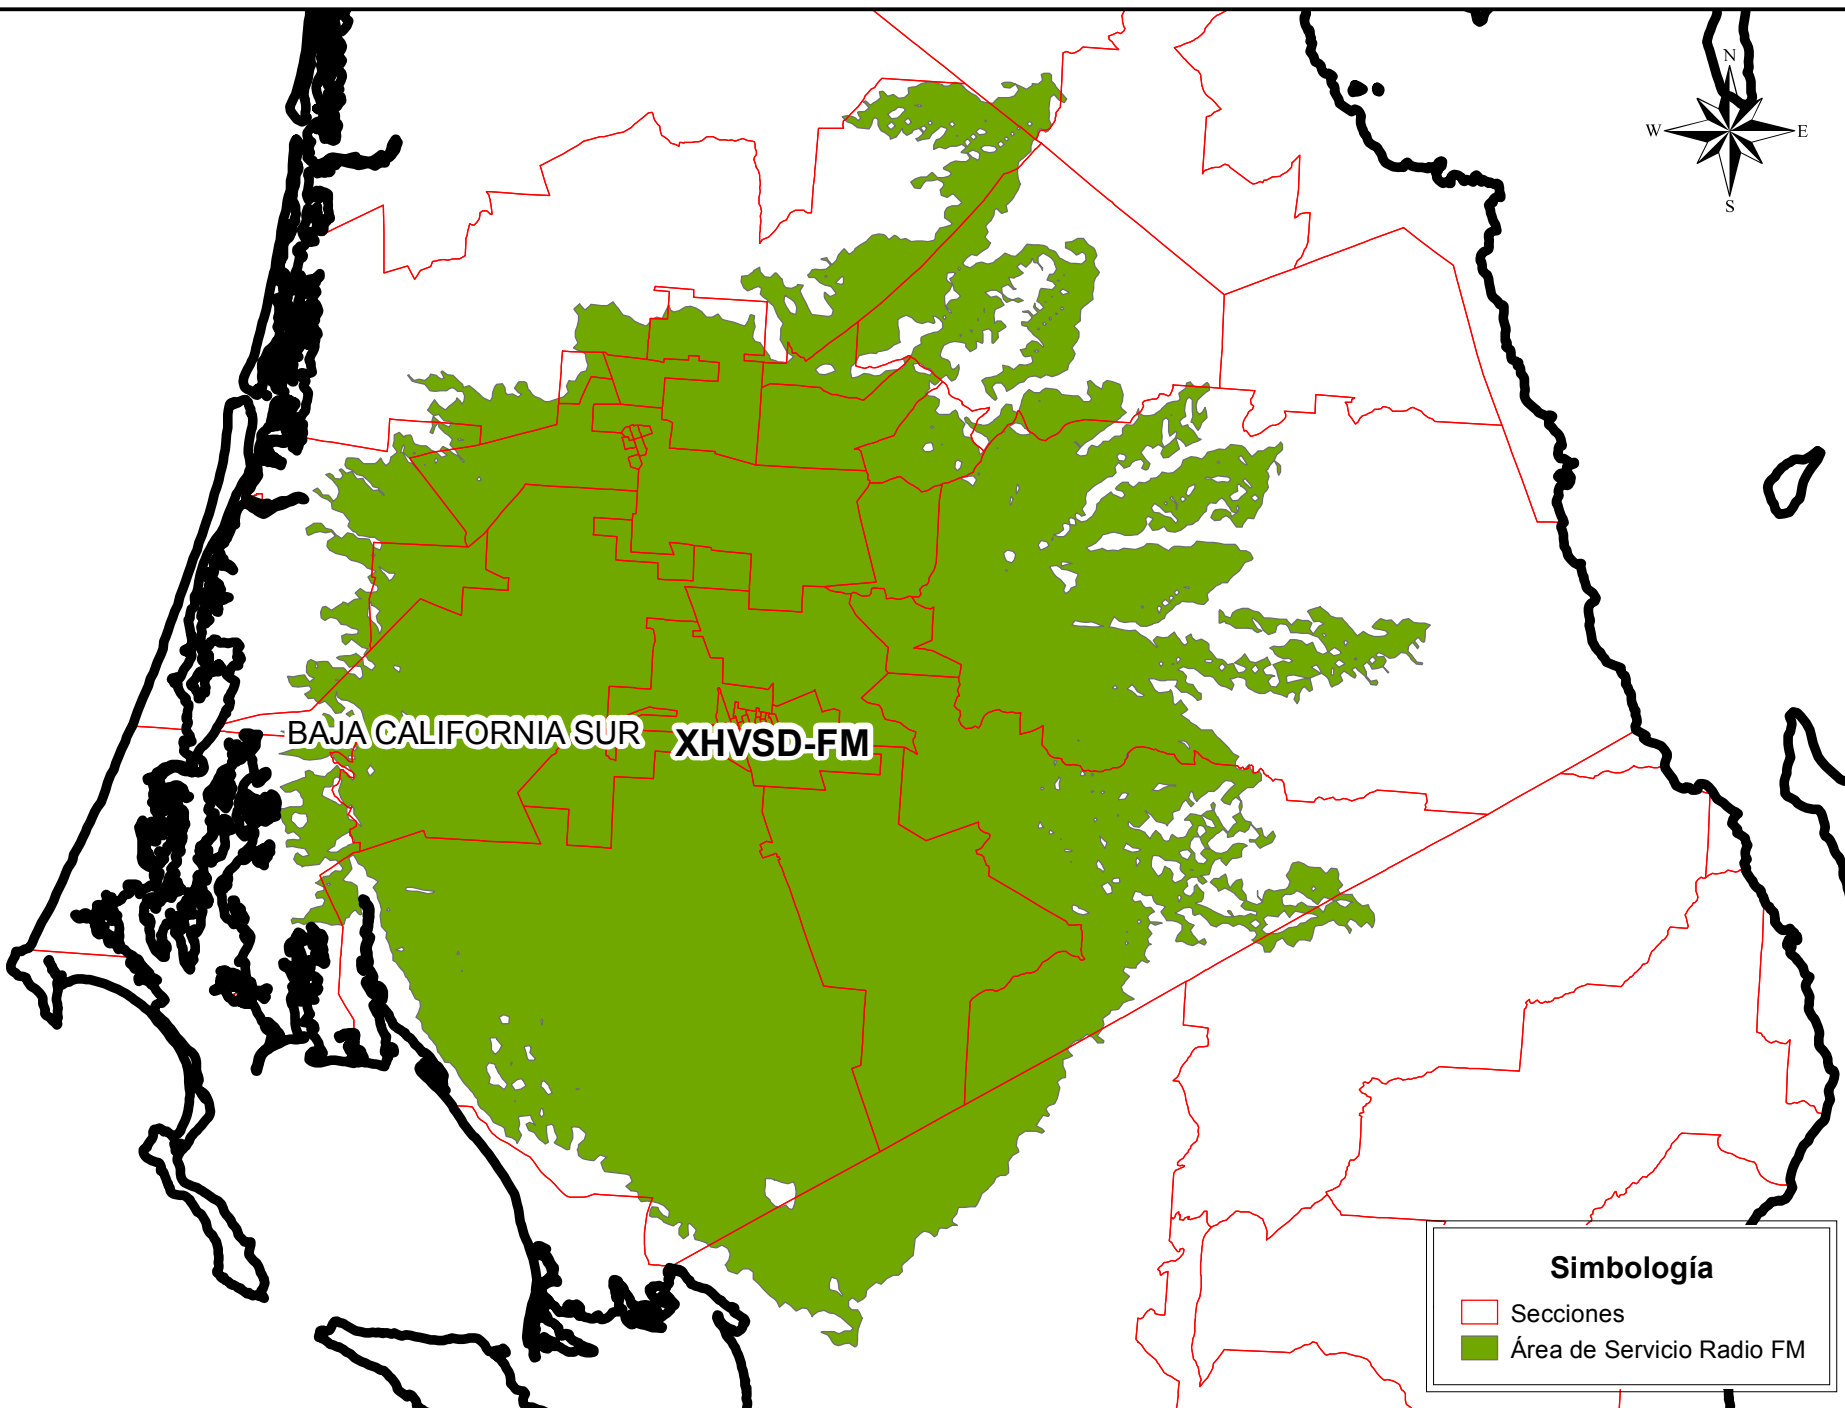 N
W E
S
BAJA CALIFORNIA SUR
XHVSD-FM
Simbología
Secciones
Área de Servicio Radio FM